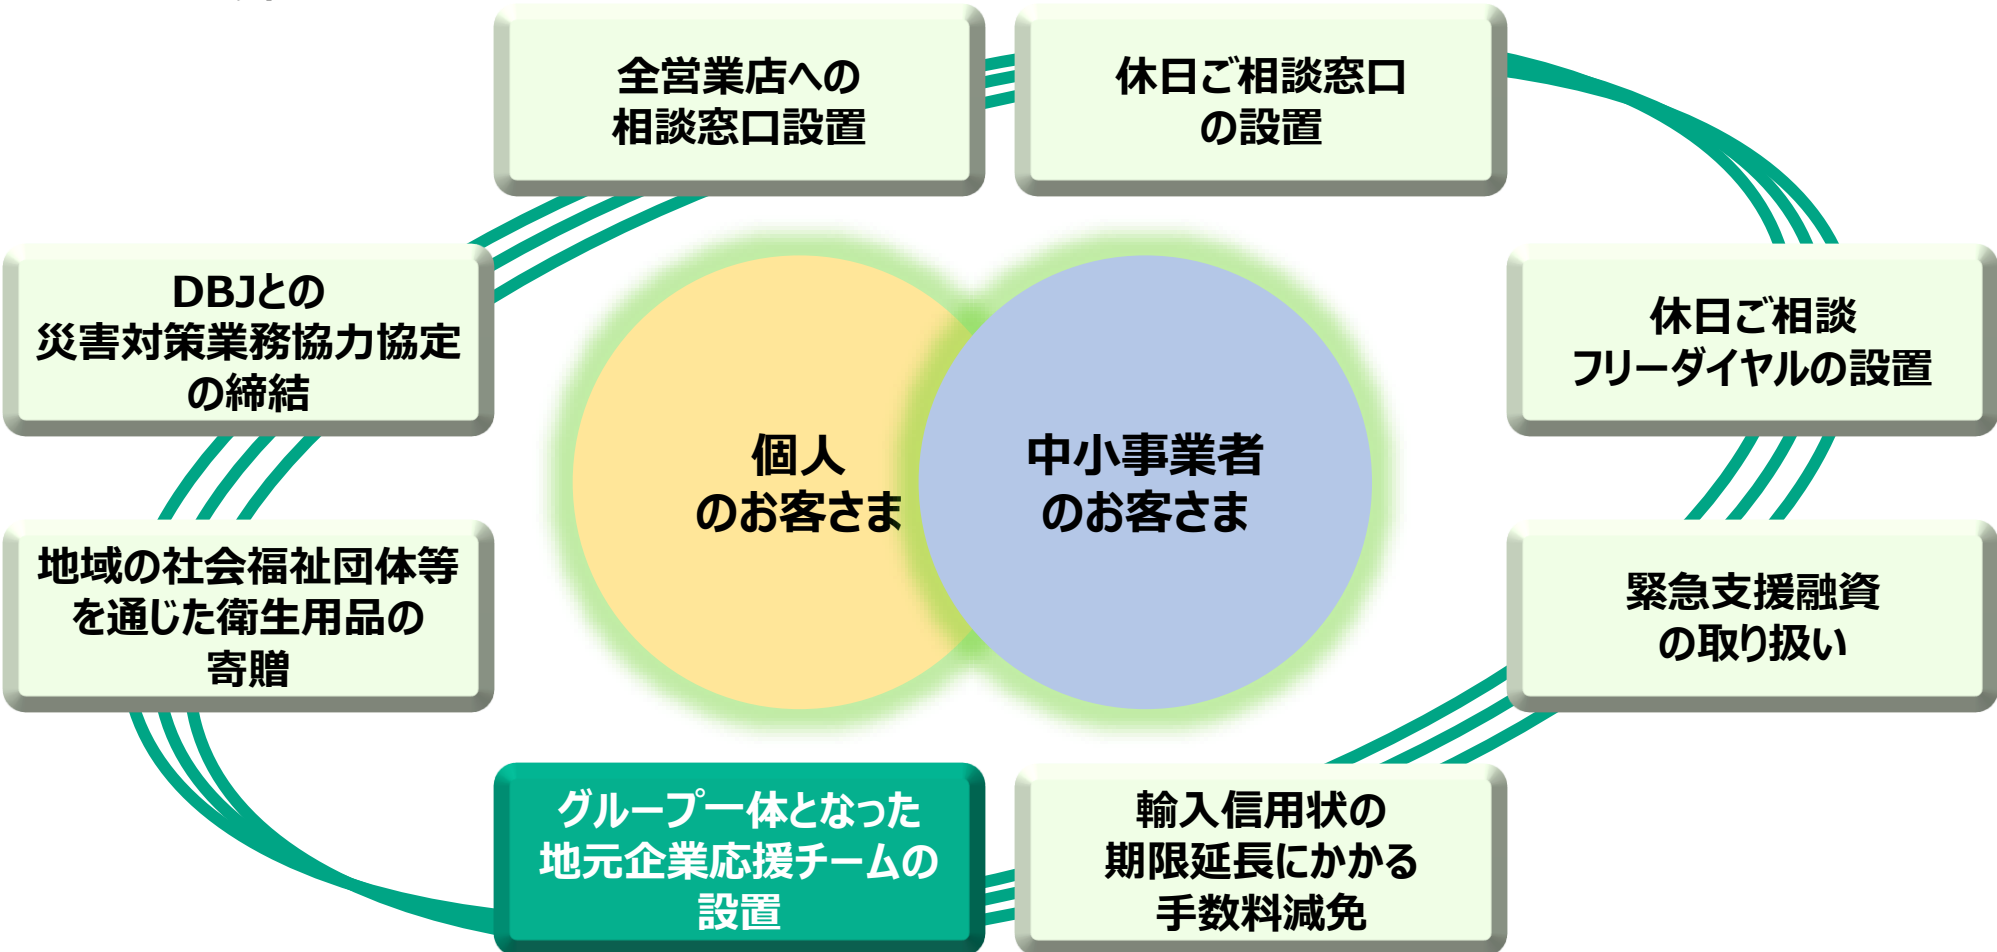 全営業店への
相談窓口設置
休日ご相談窓口
の設置
DBJとの
災害対策業務協力協定
の締結
休日ご相談
フリーダイヤルの設置
個人
のお客さま
中小事業者
のお客さま
地域の社会福祉団体等
を通じた衛生用品の
寄贈
緊急支援融資
の取り扱い
グループ一体となった
地元企業応援チームの
設置
輸入信用状の
期限延長にかかる
手数料減免